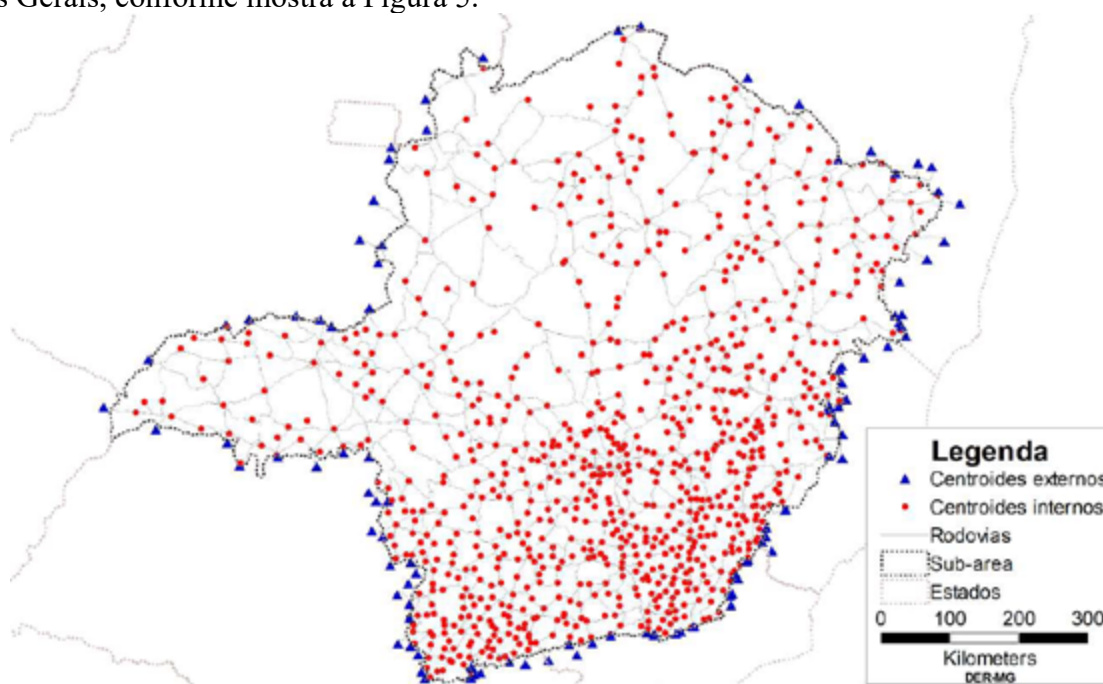 s Gerais, conforme mostra a Figura 5.
Legenda
Centroides externos
Centroides internos
Rodovias
Sub-area
Estados
0 100 200 300
Kilometers
DER-MG